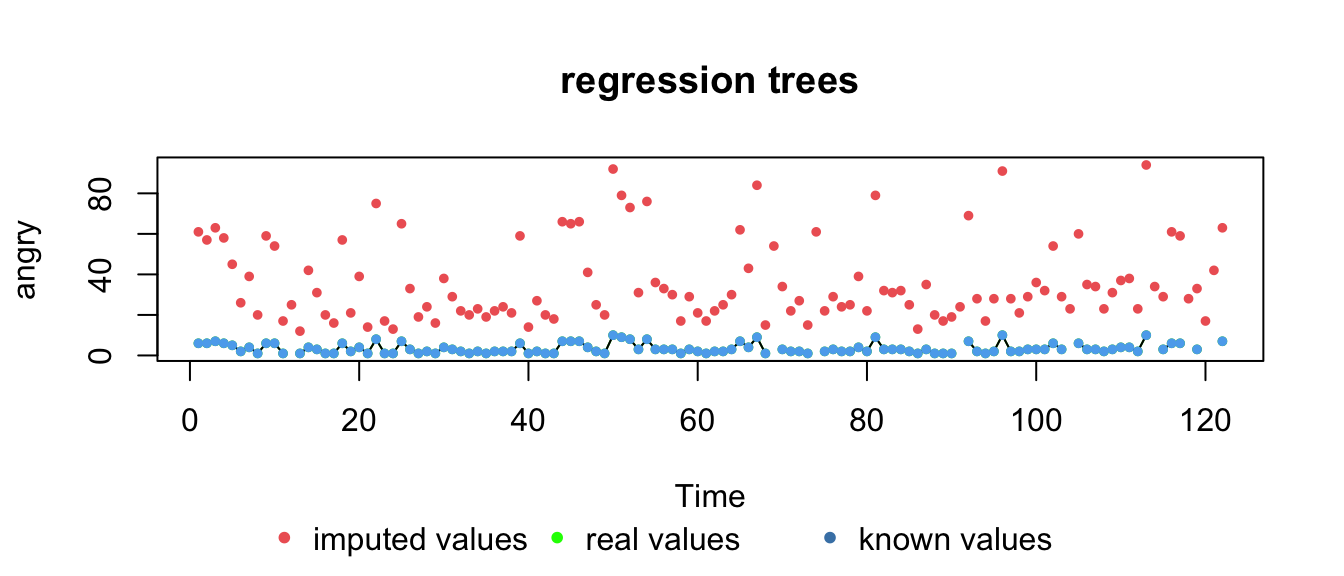 regression trees
angry
80
40
0
0 20 40 60 80 100 120
Time
imputed values real values known values